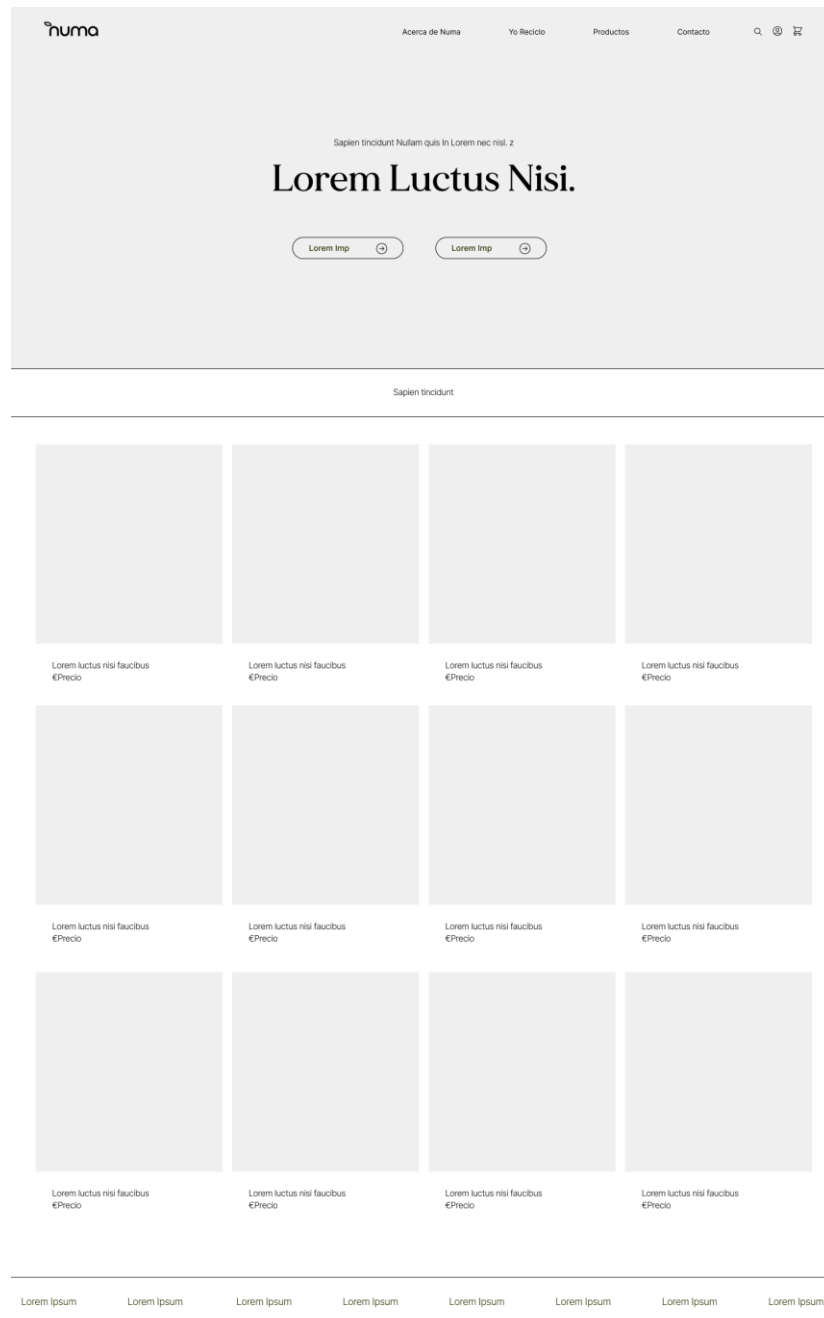 numa
Acerca de Numa Yo Reciclo Productos Contacto
Sapien tincidunt Nullam quis In Lorem nec nisl. z
Lorem Luctus Nisi.
Lorem Imp Lorem Imp
Sapien tincidunt
Lorem luctus nisi faucibus Lorem luctus nisi faucibus Lorem luctus nisi faucibus Lorem luctus nisi faucibus
€Precio €Precio €Precio €Precio
Lorem luctus nisi faucibus Lorem luctus nisi faucibus Lorem luctus nisi faucibus Lorem luctus nisi faucibus
€Precio €Precio €Precio €Precio
Lorem luctus nisi faucibus Lorem luctus nisi faucibus Lorem luctus nisi faucibus Lorem luctus nisi faucibus
€Precio €Precio €Precio €Precio
Lorem Ipsum Lorem Ipsum Lorem Ipsum Lorem Ipsum Lorem Ipsum Lorem Ipsum Lorem Ipsum Lorem Ipsum